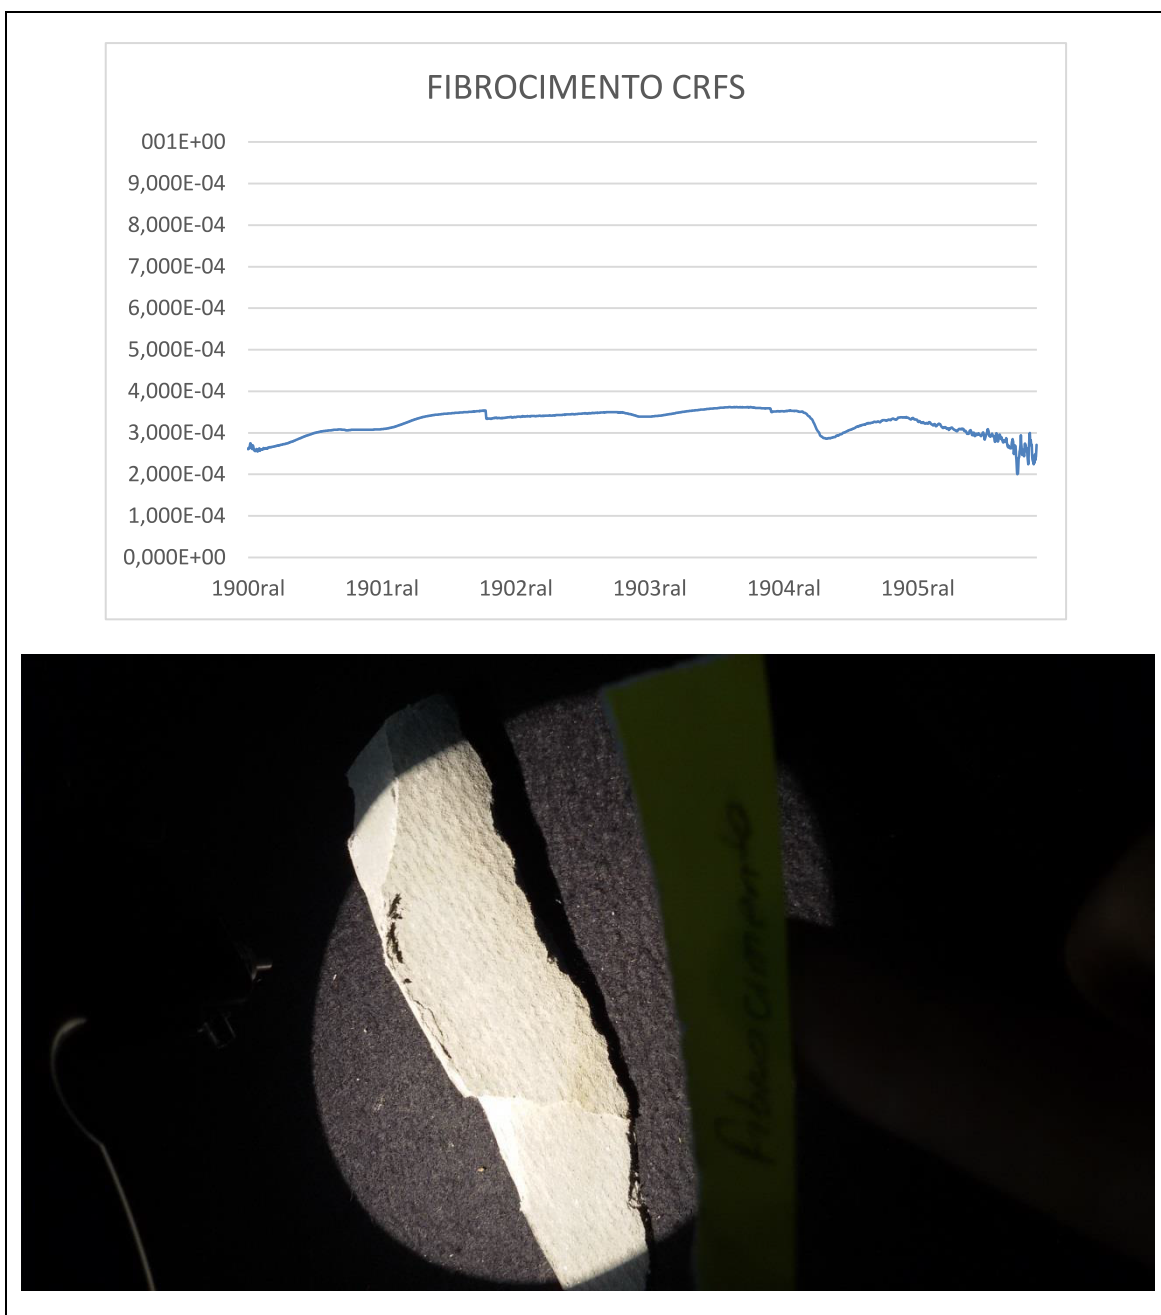 FIBROCIMENTO CRFS
001E+00
9,000E-04
8,000E-04
7,000E-04
6,000E-04
5,000E-04
4,000E-04
3,000E-04
2,000E-04
1,000E-04
0,000E+00
1900ral 1901ral 1902ral 1903ral 1904ral 1905ral
Fibrocimento